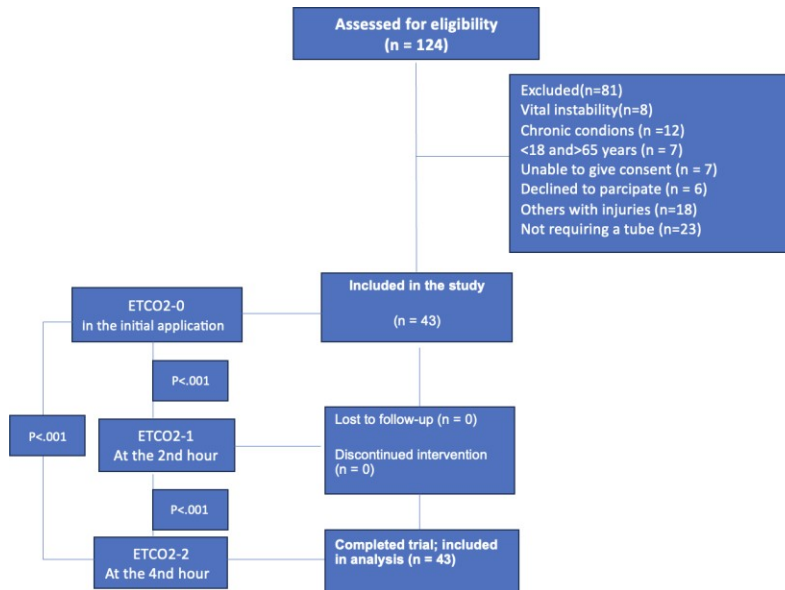 Assessed for eligibility
(n = 124)
Excluded(n=81)
Vital instability(n=8)
Chronic condions (n =12)
<18 and>65 years (n = 7)
Unable to give consent (n = 7)
Declined to parcipate (n = 6)
Others with injuries (n=18)
Not requiring a tube (n=23)
Included in the study
(n = 43)
ETCO2-0
in the initial application
P<.001
P<.001
ETCO2-1
At the 2nd hour
Lost to follow-up (n = 0)
Discontinued intervention
(n = 0)
P<.001
ETCO2-2
At the 4nd hour
Completed trial; included
in analysis (n = 43)